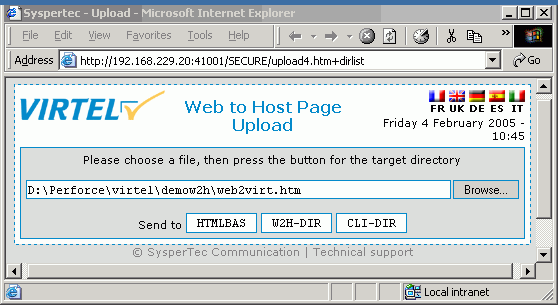 Syspertec - Upload - Microsoft Internet Explorer
File Edit View Favorites Tools Help
Back »
Address http://192.168.229.20:41001/SECURE/upload4.htm+dirlist Go
VIRTEL
Web to Host Page
Upload
FR UK DE ES IT
Friday 4 February 2005 -
10:45
Please choose a file, then press the button for the target directory
D:\Perforce\virtel\demow2h\web2virt.htm Browse...
Send to HTMLBAS W2H-DIR CLI-DIR
© SysperTec Communication | Technical support
Local intranet